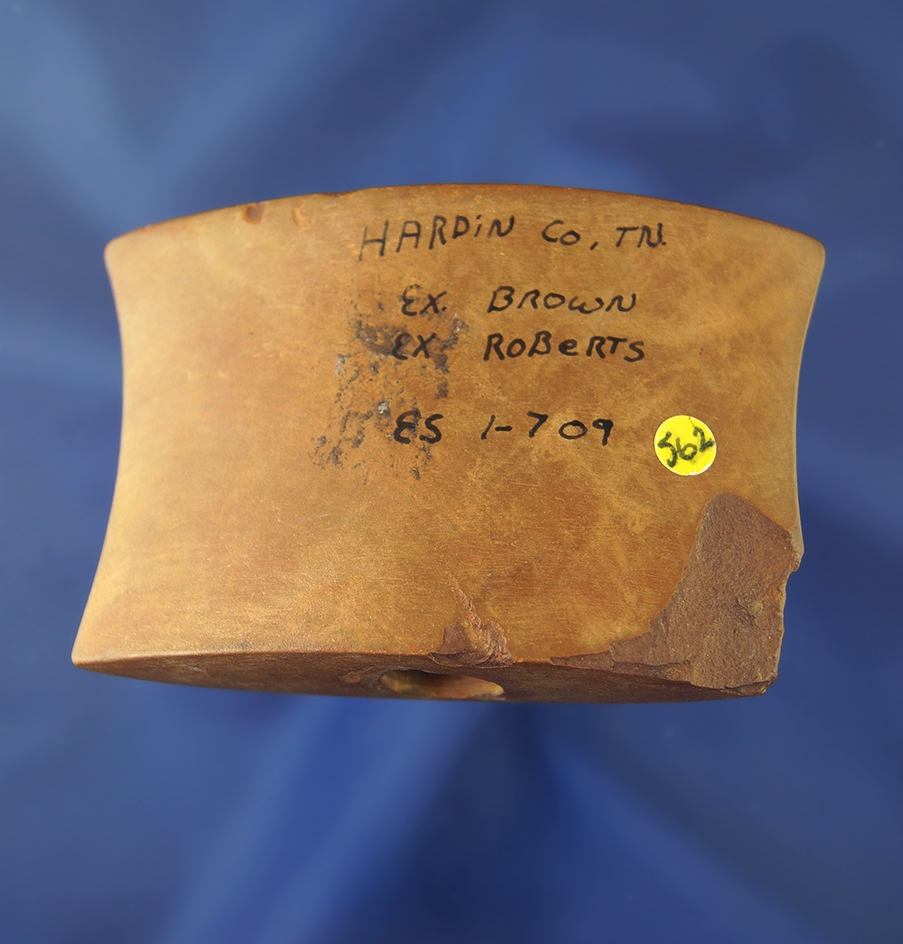 HARDiN Co, TN.
EX. BROWN
EX ROBeRTS
ES 1-709
562